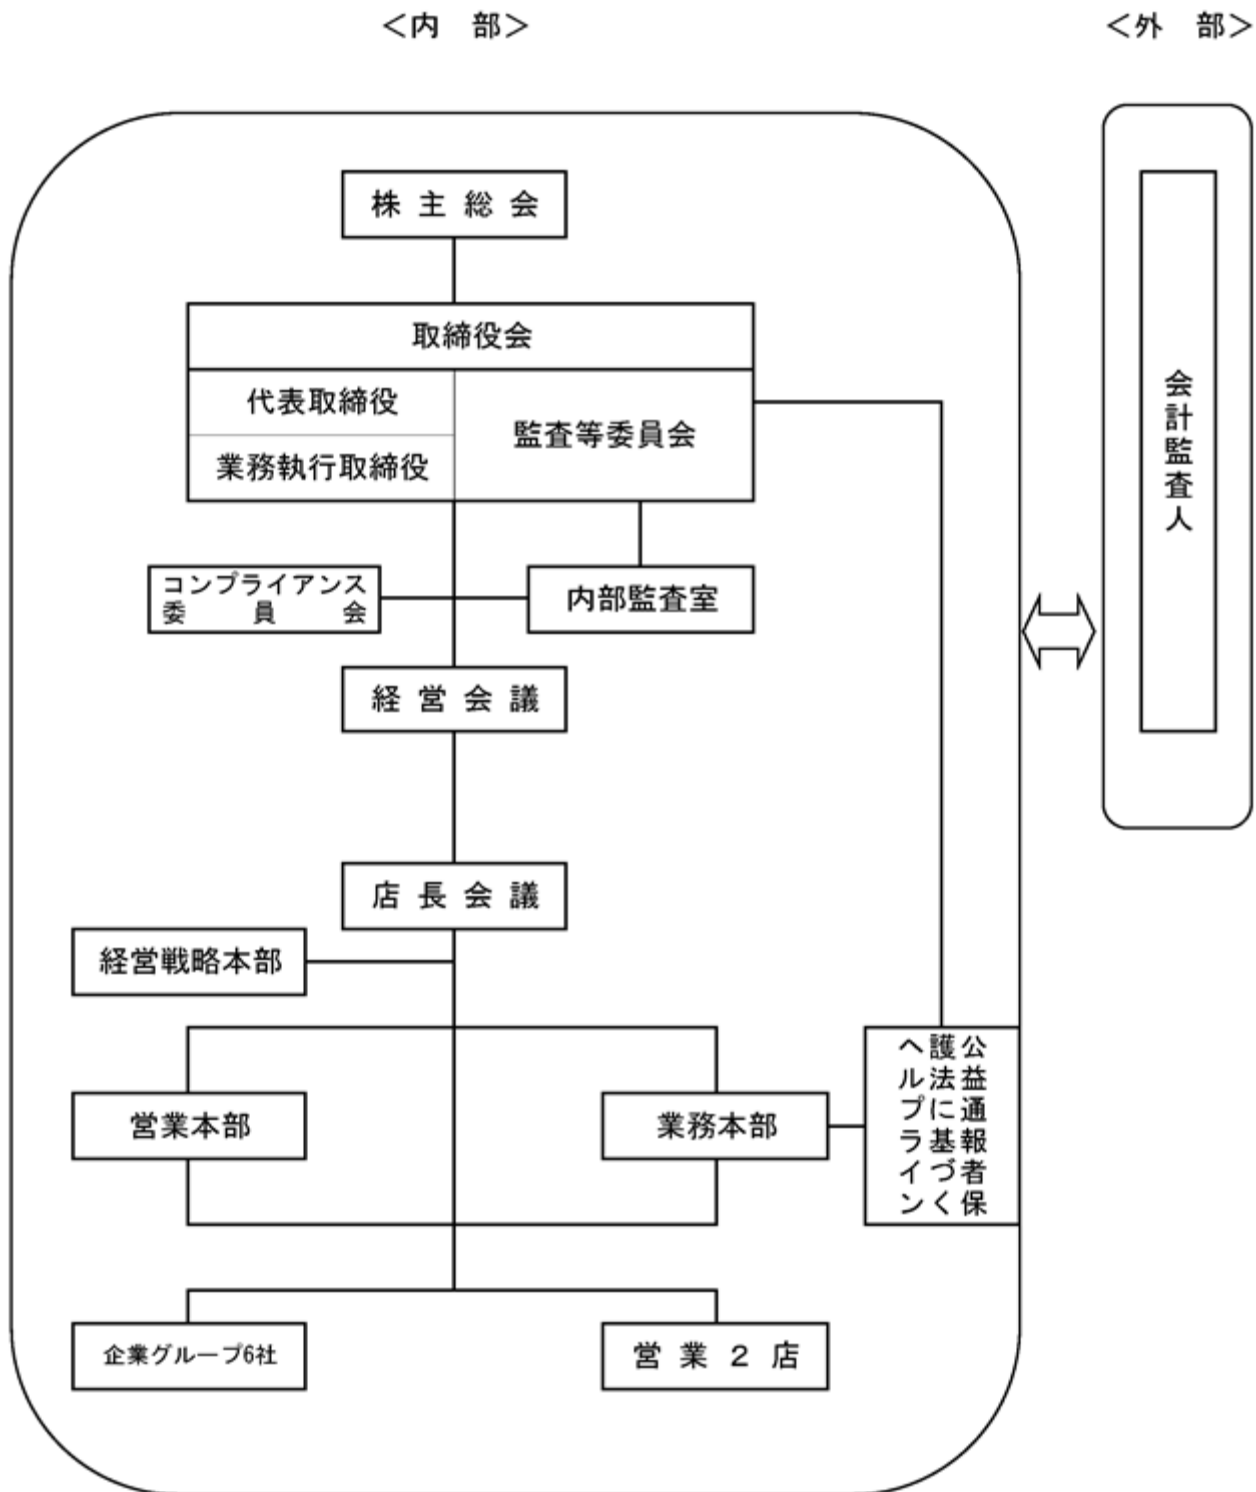 ＜内　部＞
＜外　部＞
株 主 総 会
取締役会
代表取締役
業務執行取締役
監査等委員会
会計監査人
コンプライアンス
委　員　会
内部監査室
経 営 会 議
店 長 会 議
経営戦略本部
営業本部
業務本部
公益通報者保
護法に基づく
ヘルプライン
企業グループ6社
営 業 ２ 店